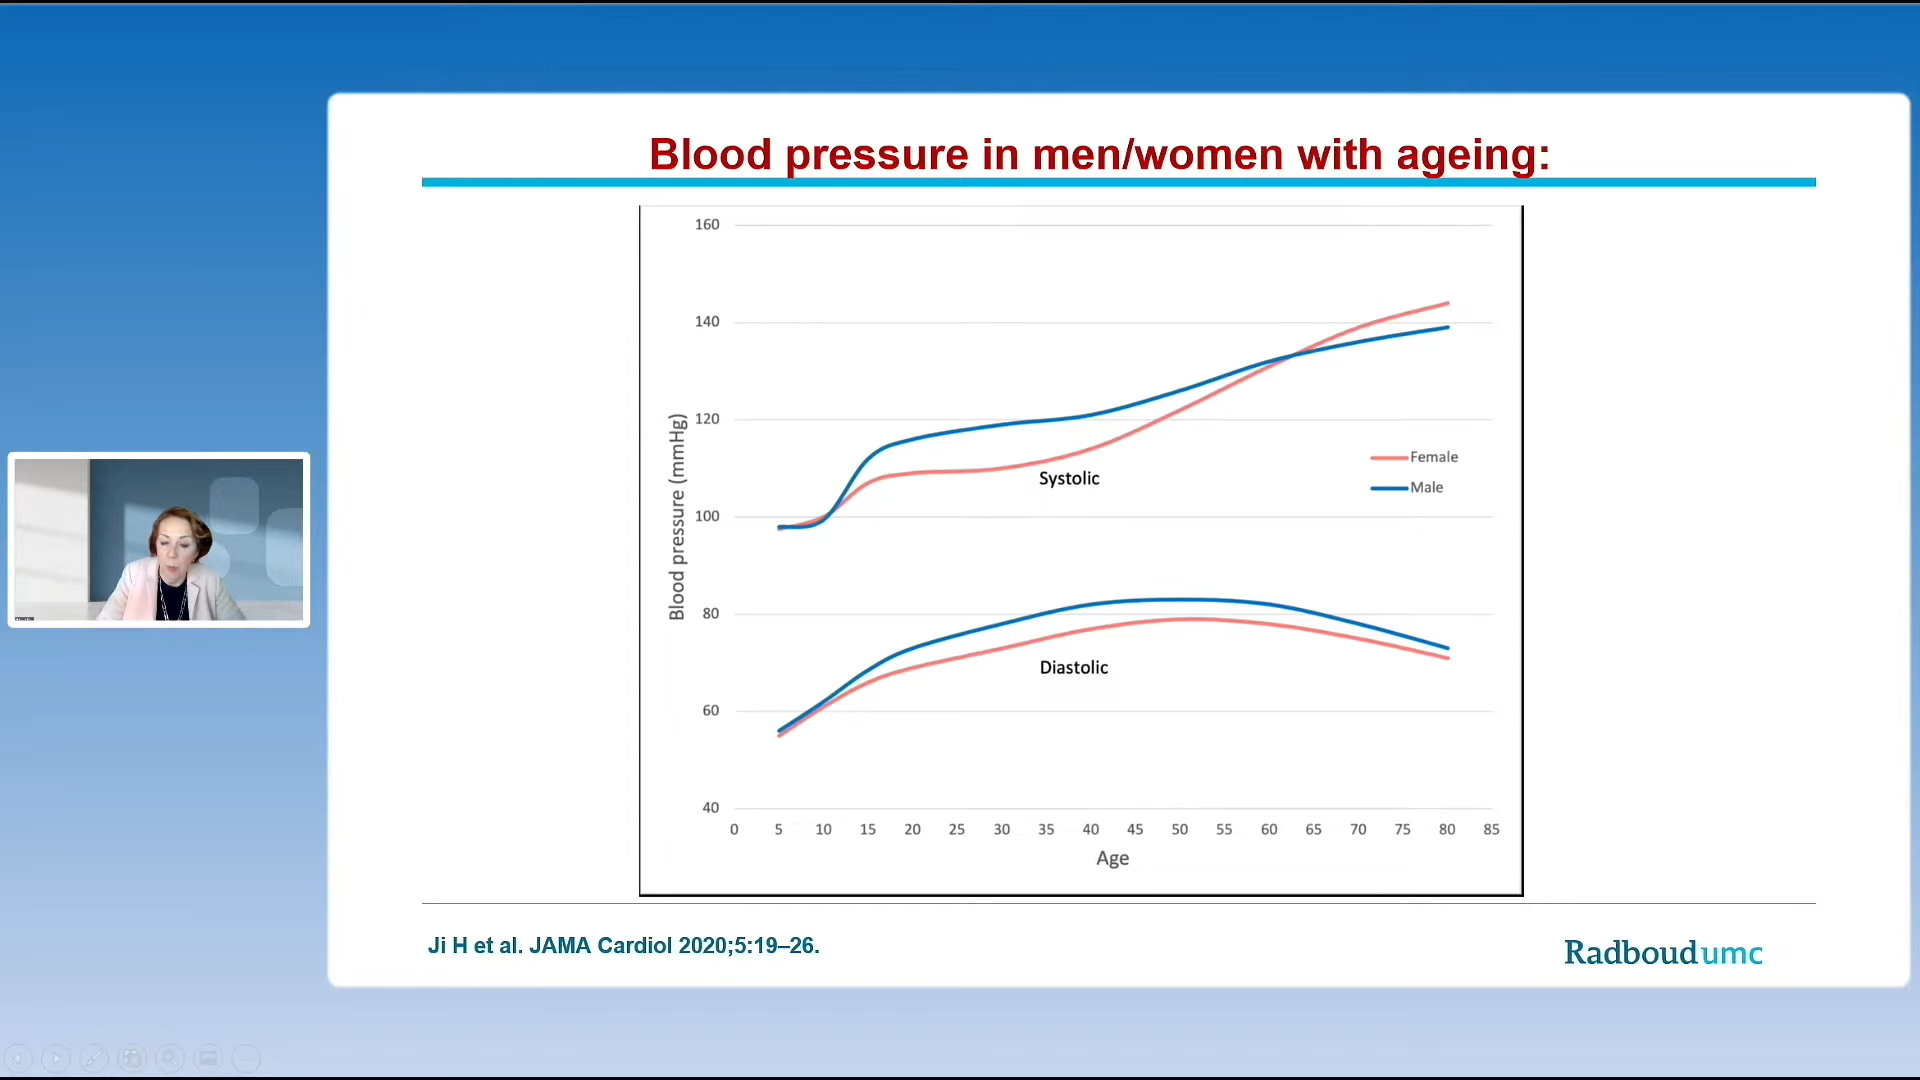 Blood pressure in men/women with ageing:
160
140
120
100
80
60
40
Blood pressure (mmHg)
Systolic
Diastolic
Female
Male
0 5 10 15 20 25 30 35 40 45 50 55 60 65 70 75 80 85
Age
Ji H et al. JAMA Cardiol 2020;5:19–26.
Radboudumc